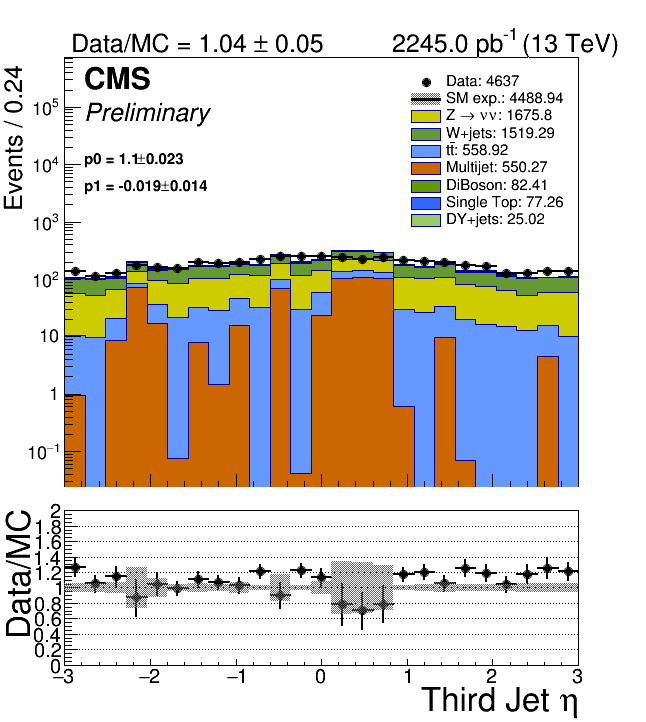 Data/MC = 1.04 ± 0.05 2245.0 pb⁻¹ (13 TeV)
CMS
Preliminary
p0 = 1.1±0.023
p1 = -0.019±0.014
Data: 4637
SM exp.: 4488.94
Z → νν: 1675.8
W+jets: 1519.29
tt̄: 558.92
Multijet: 550.27
DiBoson: 82.41
Single Top: 77.26
DY+jets: 25.02
Events / 0.24
10⁵
10⁴
10³
10²
10
1
10⁻¹
Data/MC
2
1.8
1.6
1.4
1.2
1
0.8
0.6
0.4
0.2
0
−3 −2 −1 0 1 2 3
Third Jet η